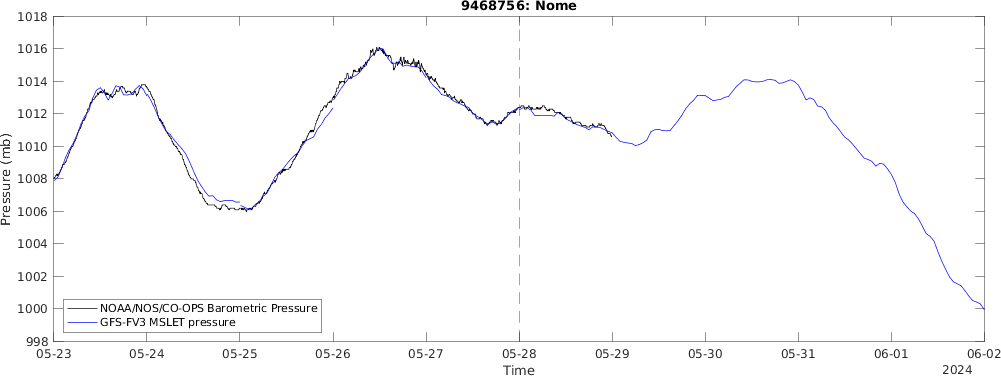 9468756: Nome
Pressure (mb)
1018
1016
1014
1012
1010
1008
1006
1004
1002
1000
998
NOAA/NOS/CO-OPS Barometric Pressure
GFS-FV3 MSLET pressure
05-23 05-24 05-25 05-26 05-27 05-28 05-29 05-30 05-31 06-01 06-02
Time
2024